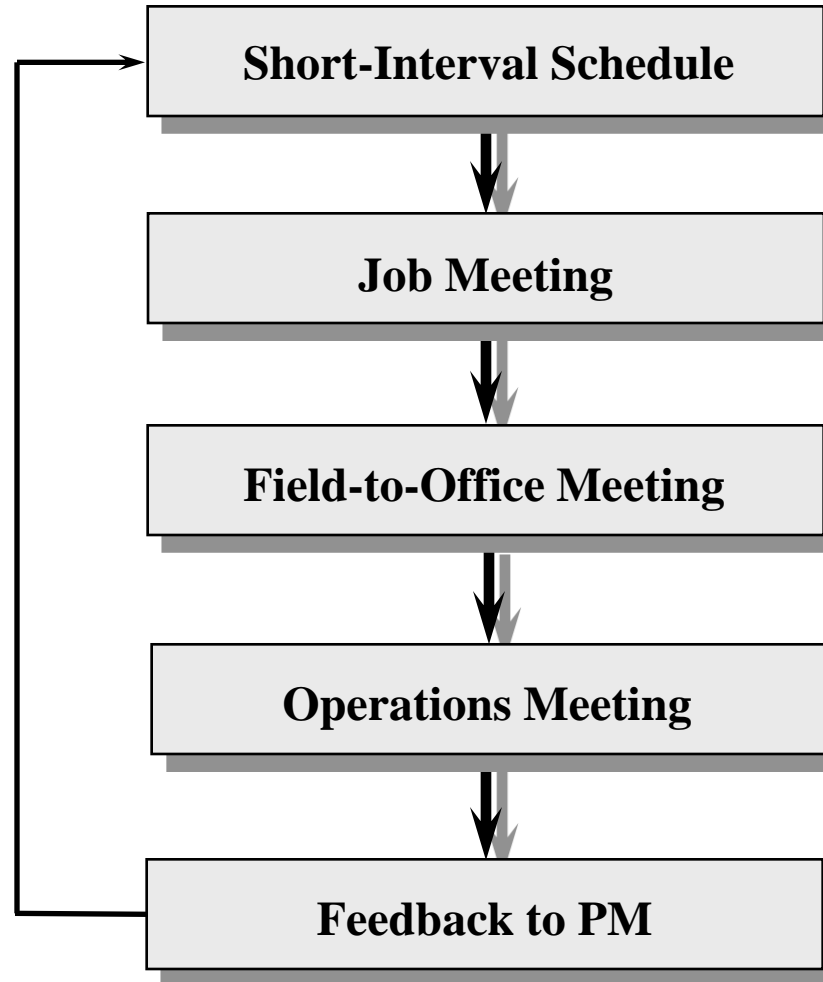 Short-Interval Schedule
Job Meeting
Field-to-Office Meeting
Operations Meeting
Feedback to PM